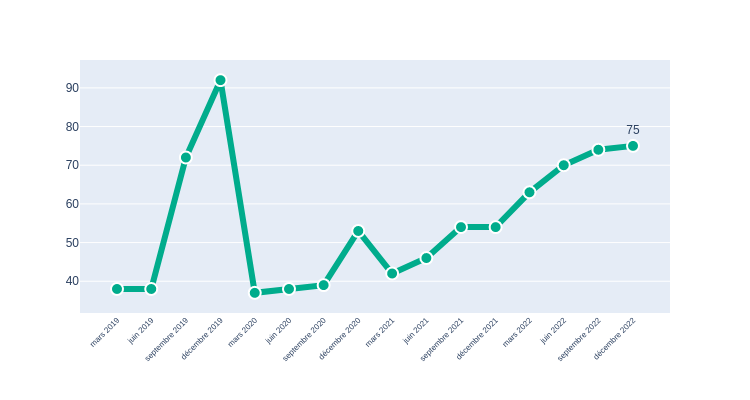 90
80
70
60
50
40
75
mars 2019
juin 2019
septembre 2019
décembre 2019
mars 2020
juin 2020
septembre 2020
décembre 2020
mars 2021
juin 2021
septembre 2021
décembre 2021
mars 2022
juin 2022
septembre 2022
décembre 2022